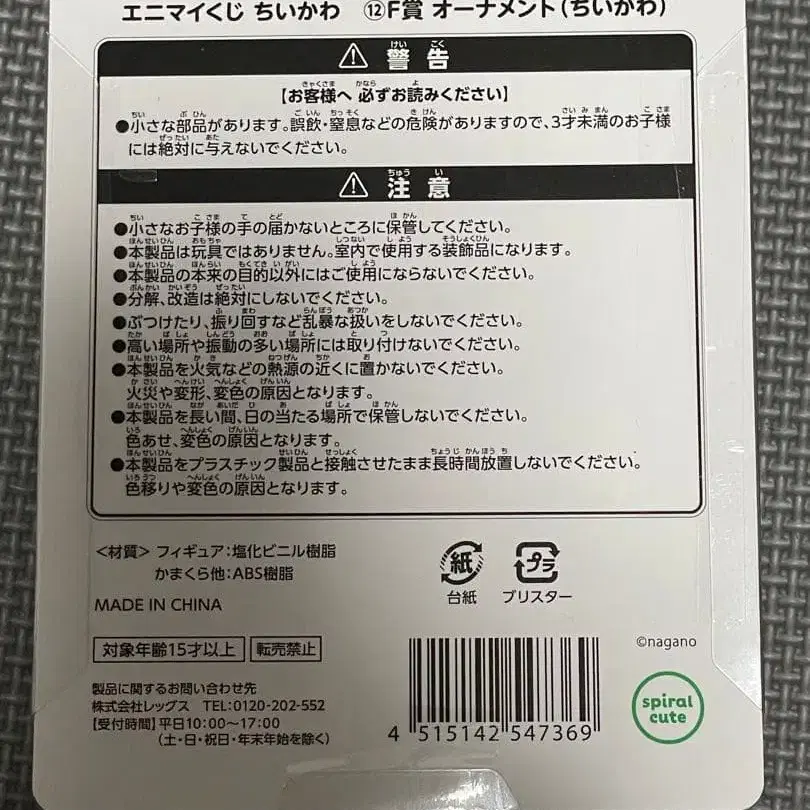 エニマイくじ ちいかわ ⑫F賞 オーナメント（ちいかわ）
⚠ 警告
【お客様へ 必ずお読みください】
●小さな部品があります。誤飲・窒息などの危険がありますので、3才未満のお子様
には絶対に与えないでください。
⚠ 注意
●小さなお子様の手の届かないところに保管してください。
●本製品は玩具ではありません。室内で使用する装飾品になります。
●本製品の本来の目的以外にはご使用にならないでください。
●分解、改造は絶対にしないでください。
●ぶつけたり、振り回すなど乱暴な扱いをしないでください。
●高い場所や振動の多い場所には取り付けないでください。
●本製品を火気などの熱源の近くに置かないでください。
火災や変形、変色の原因となります。
●本製品を長い間、日の当たる場所で保管しないでください。
色あせ、変色の原因となります。
●本製品をプラスチック製品と接触させたまま長時間放置しないでください。
色移りや変色の原因となります。
＜材質＞ フィギュア：塩化ビニル樹脂
かまくら他：ABS樹脂
MADE IN CHINA
紙
台紙
プラ
ブリスター
対象年齢15才以上
転売禁止
製品に関するお問い合わせ先
株式会社レッグス TEL：0120-202-552
【受付時間】平日10:00～17:00
（土・日・祝日・年末年始を除く）
4 515142 547369
©nagano
spiral
cute